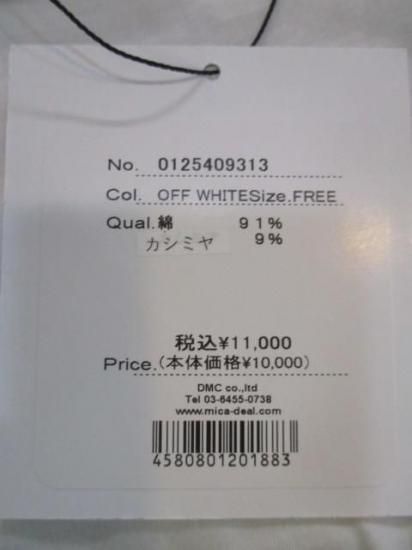 No. 0125409313
Col. OFF WHITESize.FREE
Qual.綿 91%
カシミヤ 9%
税込¥11,000
Price.(本体価格¥10,000)
DMC co.,ltd
Tel 03-6455-0738
www.mica-deal.com
4580801201883